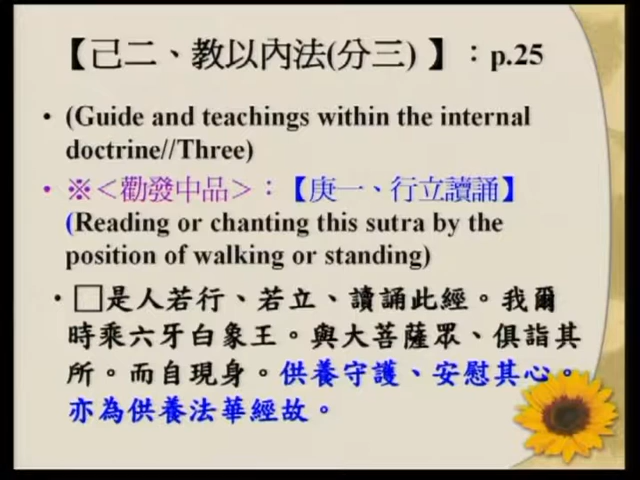 【己二、教以內法(分三) 】：p.25
• (Guide and teachings within the internal
doctrine//Three)
• ※＜勸發中品＞：【庚一、行立讀誦】
(Reading or chanting this sutra by the
position of walking or standing)
• □是人若行、若立、讀誦此經。我爾
時乘六牙白象王。與大菩薩眾、俱詣其
所。而自現身。供養守護、安慰其心。
亦為供養法華經故。